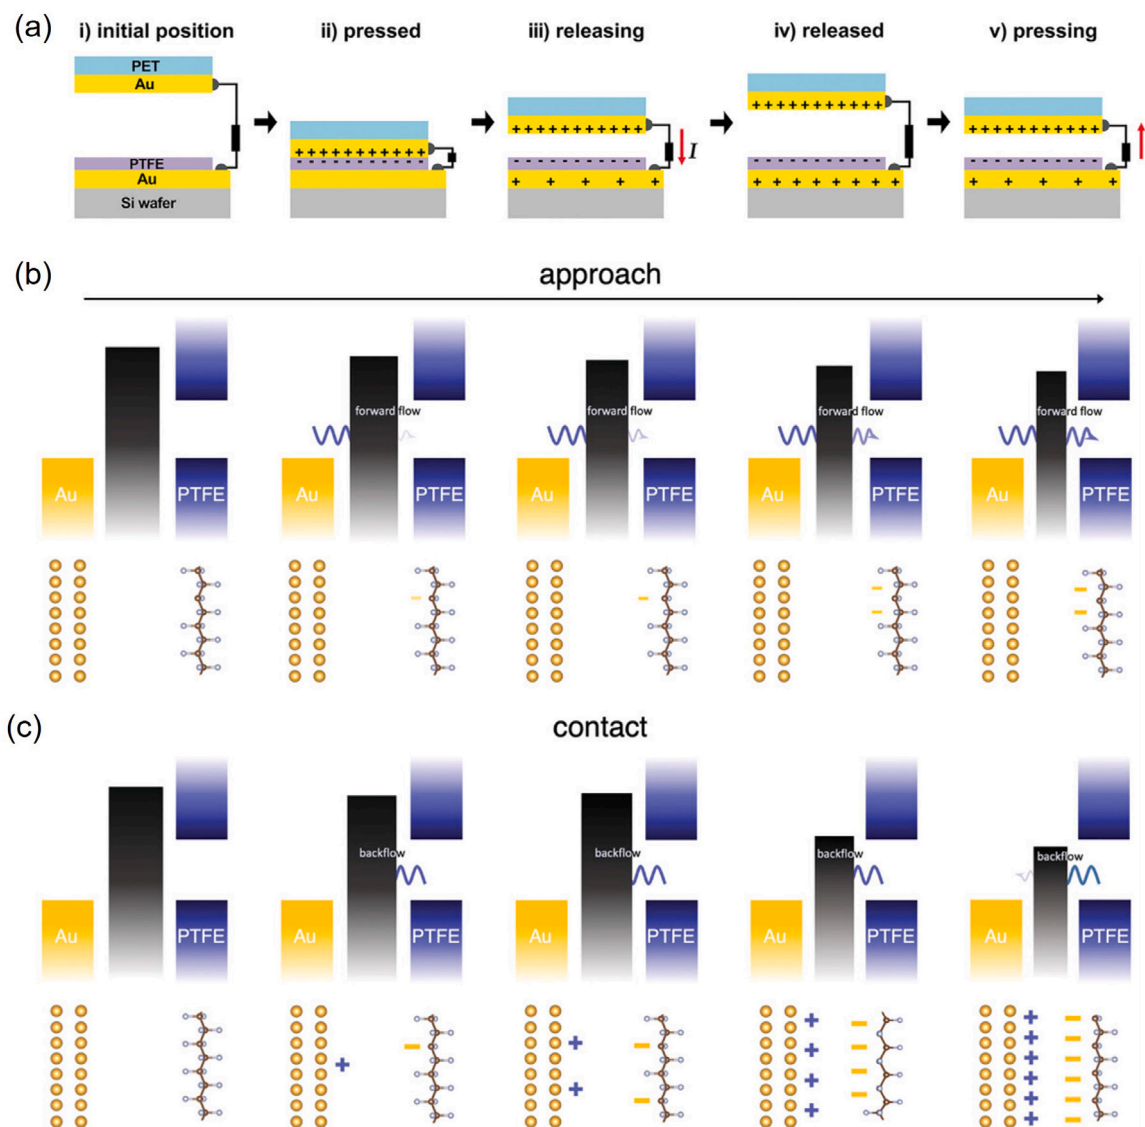 (a)
i) initial position ii) pressed iii) releasing iv) released v) pressing
PET
Au
PTFE
Au
Si wafer
+ + + + + + + + + +
- - - - - - - - - -
+ + + + + + + + + +
I
- - - - - - - - - -
+ + + + +
+ + + + + + + + + +
- - - - - - - - - -
+ + + + + + + +
+ + + + + + + + + +
- - - - - - - - - -
+ + + + +
(b)
approach
forward flow forward flow forward flow forward flow
Au PTFE Au PTFE Au PTFE Au PTFE Au PTFE
(c)
contact
backflow backflow backflow backflow
Au PTFE Au PTFE Au PTFE Au PTFE Au PTFE